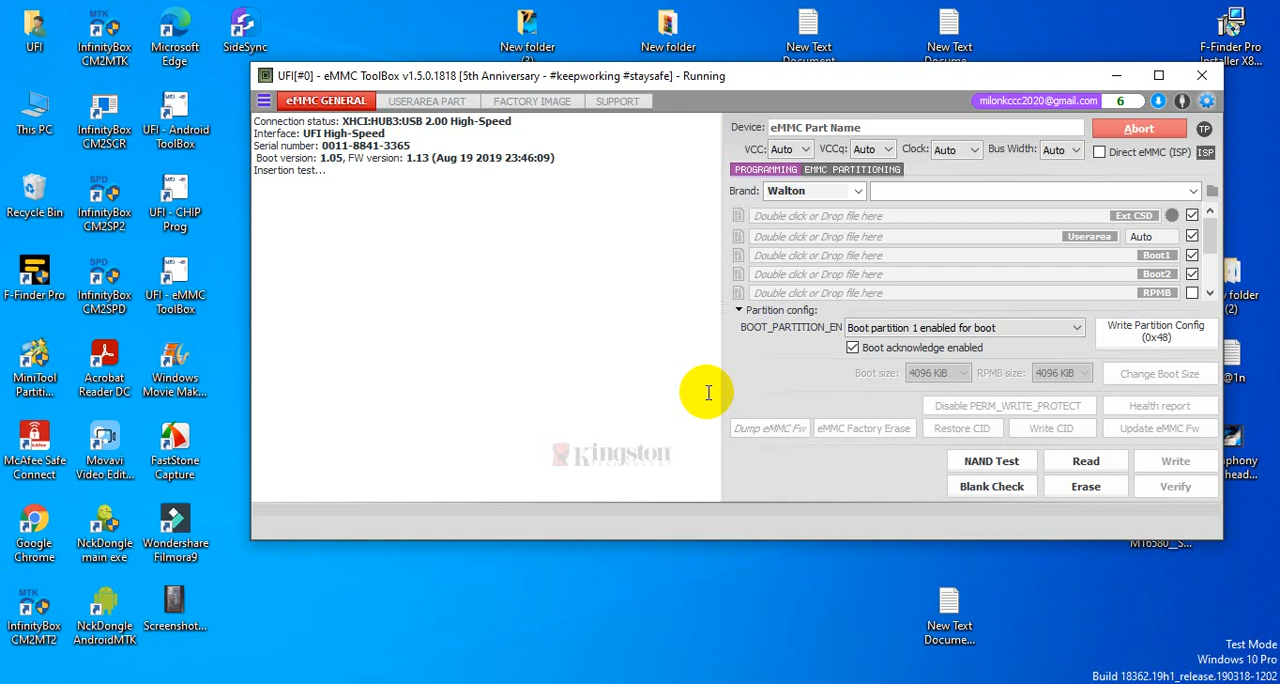 UFI
InfinityBox
CM2MTK
Microsoft
Edge
SideSync
New folder
(3)
New folder
New Text
Docume...
New Text
Docume...
F-Finder Pro
Installer X8...
This PC
InfinityBox
CM2SCR
UFI - Android
ToolBox
Recycle Bin
SPD
InfinityBox
CM2SP2
UFI - CHIP
Prog
F-Finder Pro
SPD
InfinityBox
CM2SPD
UFI - eMMC
ToolBox
MiniTool
Partiti...
Acrobat
Reader DC
Windows
Movie Mak...
McAfee Safe
Connect
Movavi
Video Edit...
FastStone
Capture
Google
Chrome
NckDongle
main exe
Wondershare
Filmora9
MTK
InfinityBox
CM2MT2
NckDongle
AndroidMTK
Screenshot...
UFI[#0] - eMMC ToolBox v1.5.0.1818 [5th Anniversary - #keepworking #staysafe] - Running
eMMC GENERAL
USERAREA PART
FACTORY IMAGE
SUPPORT
milonkccc2020@gmail.com
6
Connection status: XHCI:HUB3:USB 2.00 High-Speed
Interface: UFI High-Speed
Serial number: 0011-8841-3365
Boot version: 1.05, FW version: 1.13 (Aug 19 2019 23:46:09)
Insertion test...
Kingston
TECHNOLOGY
Device: eMMC Part Name
Abort
TP
VCC: Auto VCCq: Auto Clock: Auto Bus Width: Auto
Direct eMMC (ISP)
ISP
PROGRAMMING EMMC PARTITIONING
Brand: Walton
Double click or Drop file here Ext CSD
Double click or Drop file here Userarea Auto
Double click or Drop file here Boot1
Double click or Drop file here Boot2
Double click or Drop file here RPMB
Partition config:
BOOT_PARTITION_EN Boot partition 1 enabled for boot
Write Partition Config
(0x48)
Boot acknowledge enabled
Boot size: 4096 KiB RPMB size: 4096 KiB Change Boot Size
Disable PERM_WRITE_PROTECT Health report
Dump eMMC Fw eMMC Factory Erase Restore CID Write CID Update eMMC Fw
NAND Test Read Write
Blank Check Erase Verify
y folder
(2)
@1n
phony
head...
MT6580__S...
New Text
Docume...
Test Mode
Windows 10 Pro
Build 18362.19h1_release.190318-1202